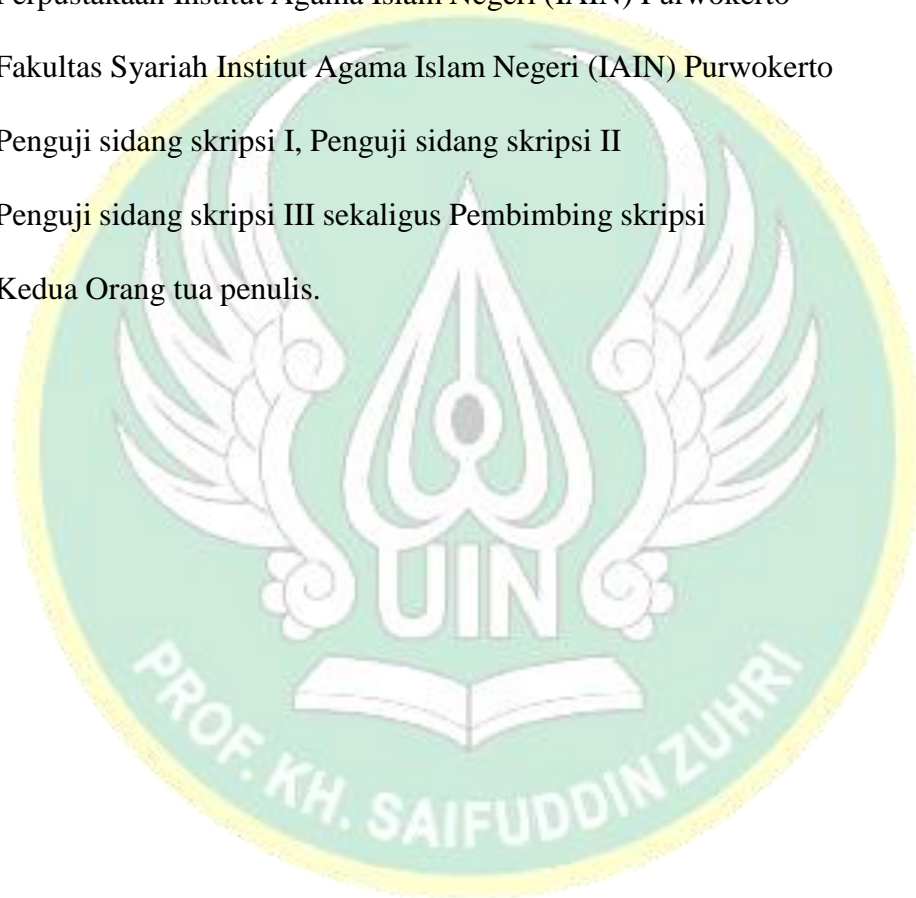 Perpustakaan Institut Agama Islam Negeri (IAIN) Purwokerto
Fakultas Syariah Institut Agama Islam Negeri (IAIN) Purwokerto
Penguji sidang skripsi I, Penguji sidang skripsi II
Penguji sidang skripsi III sekaligus Pembimbing skripsi
Kedua Orang tua penulis.
UIN
PROF. KH. SAIFUDDIN ZUHRI